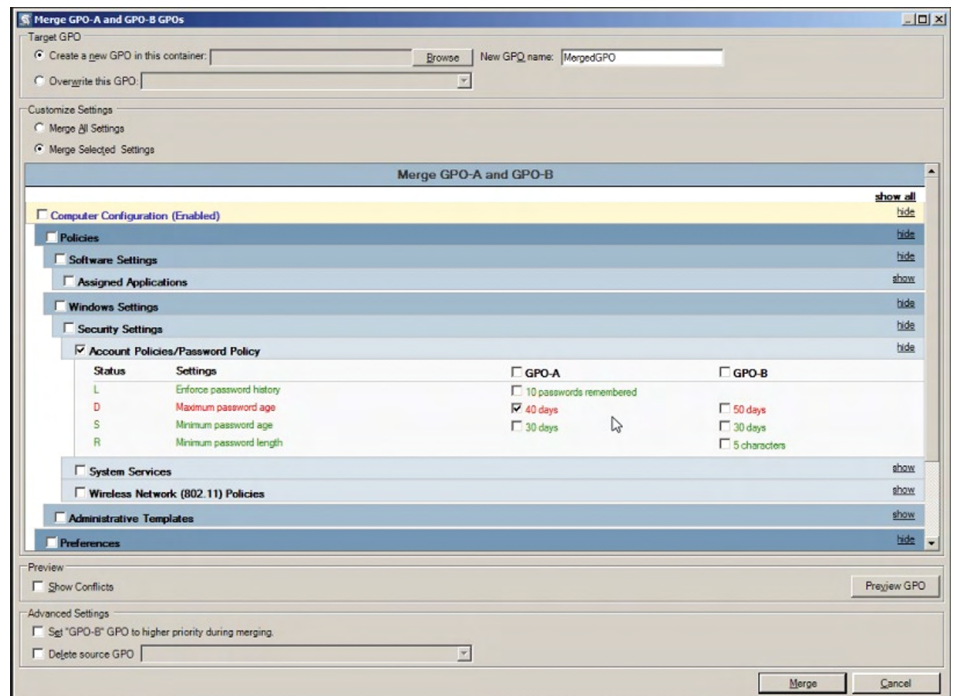 Merge GPO-A and GPO-B GPOs
Target GPO
Create a new GPO in this container: Browse New GPO name: MergedGPO
Overwrite this GPO:
Customize Settings
Merge All Settings
Merge Selected Settings
Merge GPO-A and GPO-B
show all
Computer Configuration (Enabled) hide
Policies hide
Software Settings hide
Assigned Applications show
Windows Settings hide
Security Settings hide
Account Policies/Password Policy hide
Status Settings GPO-A GPO-B
L Enforce password history 10 passwords remembered
D Maximum password age 40 days 50 days
S Minimum password age 30 days 30 days
R Minimum password length 5 characters
System Services show
Wireless Network (802.11) Policies show
Administrative Templates show
Preferences hide
Preview
Show Conflicts Preview GPO
Advanced Settings
Set "GPO-B" GPO to higher priority during merging.
Delete source GPO
Merge Cancel